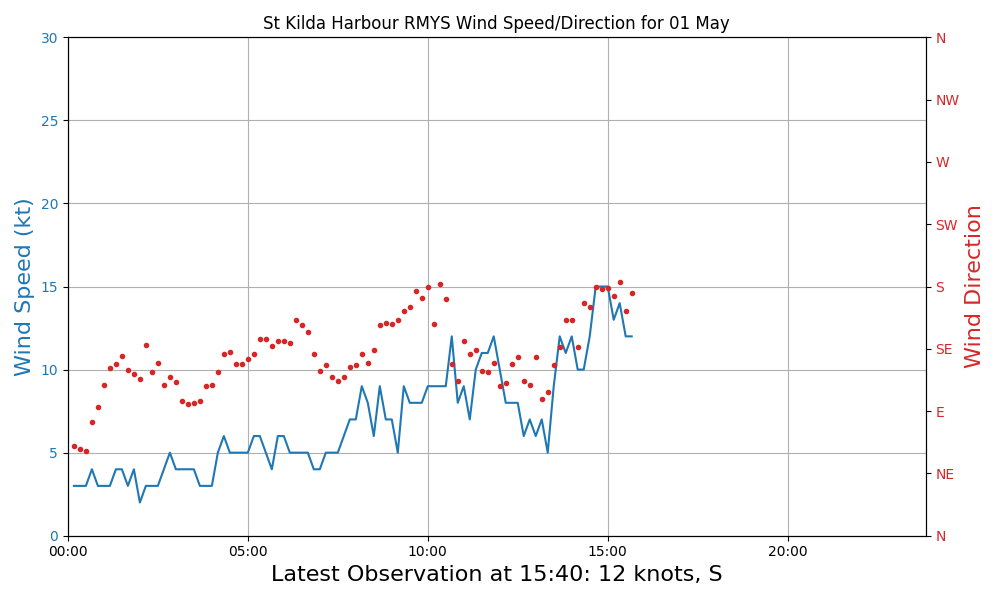 St Kilda Harbour RMYS Wind Speed/Direction for 01 May
Wind Speed (kt)
30
25
20
15
10
5
0
N
NW
W
SW
S
SE
E
NE
N
Wind Direction
00:00 05:00 10:00 15:00 20:00
Latest Observation at 15:40: 12 knots, S